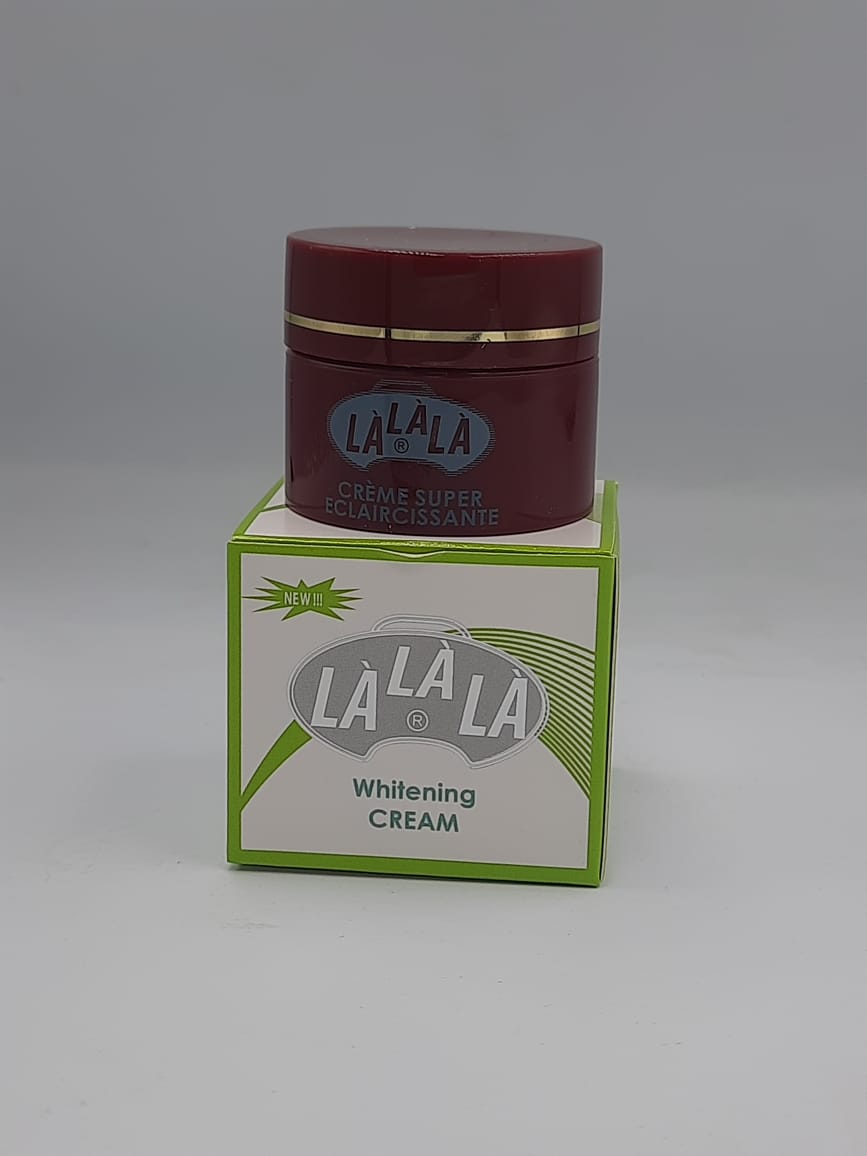 LÀLÀLÀ
®
CRÈME SUPER
ECLAIRCISSANTE
NEW!!!
LÀLÀLÀ
®
Whitening
CREAM